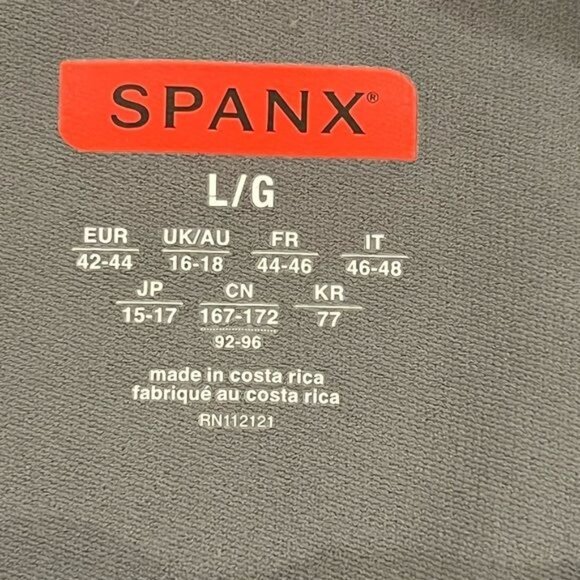 SPANX®
L/G
EUR UK/AU FR IT
42-44 16-18 44-46 46-48
JP CN KR
15-17 167-172 77
92-96
made in costa rica
fabriqué au costa rica
RN112121